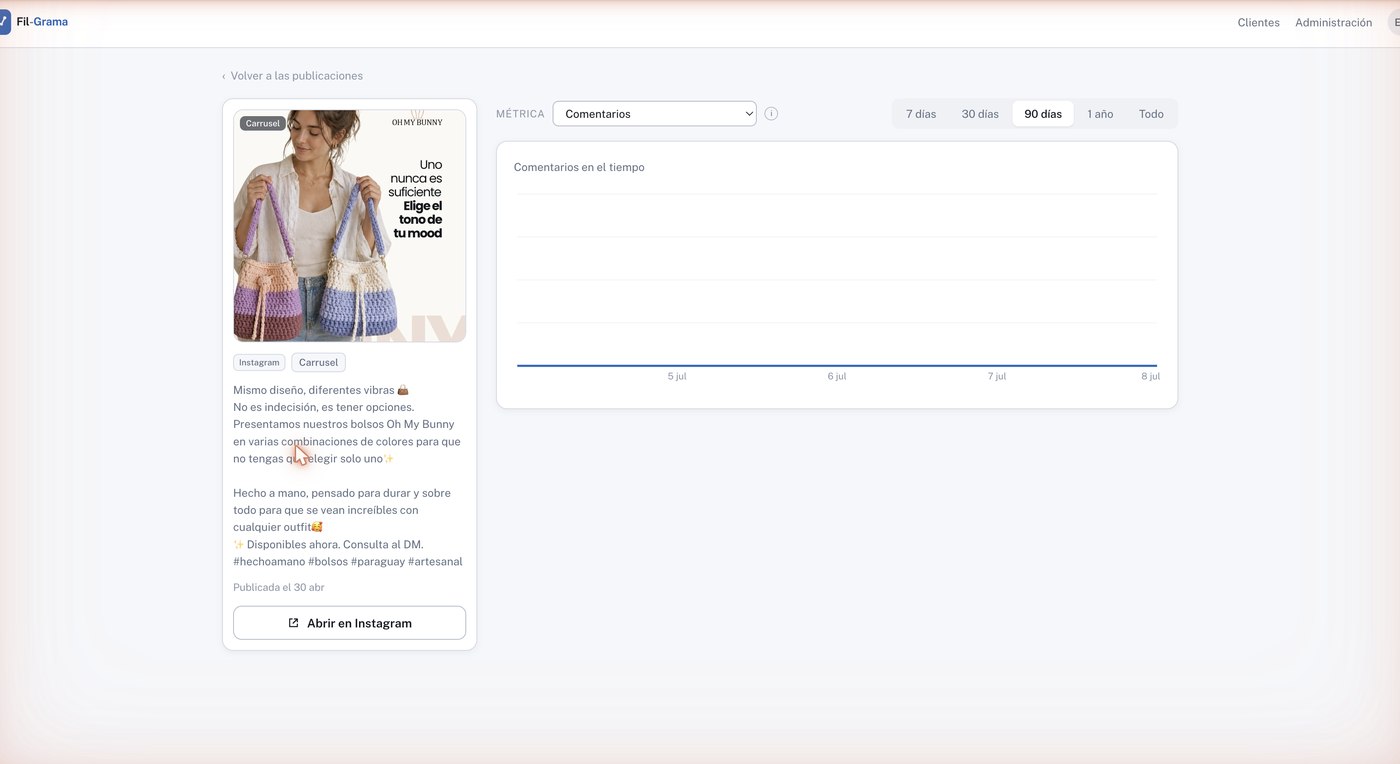 Fil-Grama
Clientes
Administración
E
‹ Volver a las publicaciones
Carrusel
OH MY BUNNY
Uno
nunca es
suficiente
Elige el
tono de
tu mood
Instagram
Carrusel
Mismo diseño, diferentes vibras 👜
No es indecisión, es tener opciones.
Presentamos nuestros bolsos Oh My Bunny
en varias combinaciones de colores para que
no tengas elegir solo uno✨
Hecho a mano, pensado para durar y sobre
todo para que se vean increíbles con
cualquier outfit🥰
✨ Disponibles ahora. Consulta al DM.
#hechoamano #bolsos #paraguay #artesanal
Publicada el 30 abr
Abrir en Instagram
MÉTRICA
Comentarios
i
7 días
30 días
90 días
1 año
Todo
Comentarios en el tiempo
5 jul
6 jul
7 jul
8 jul